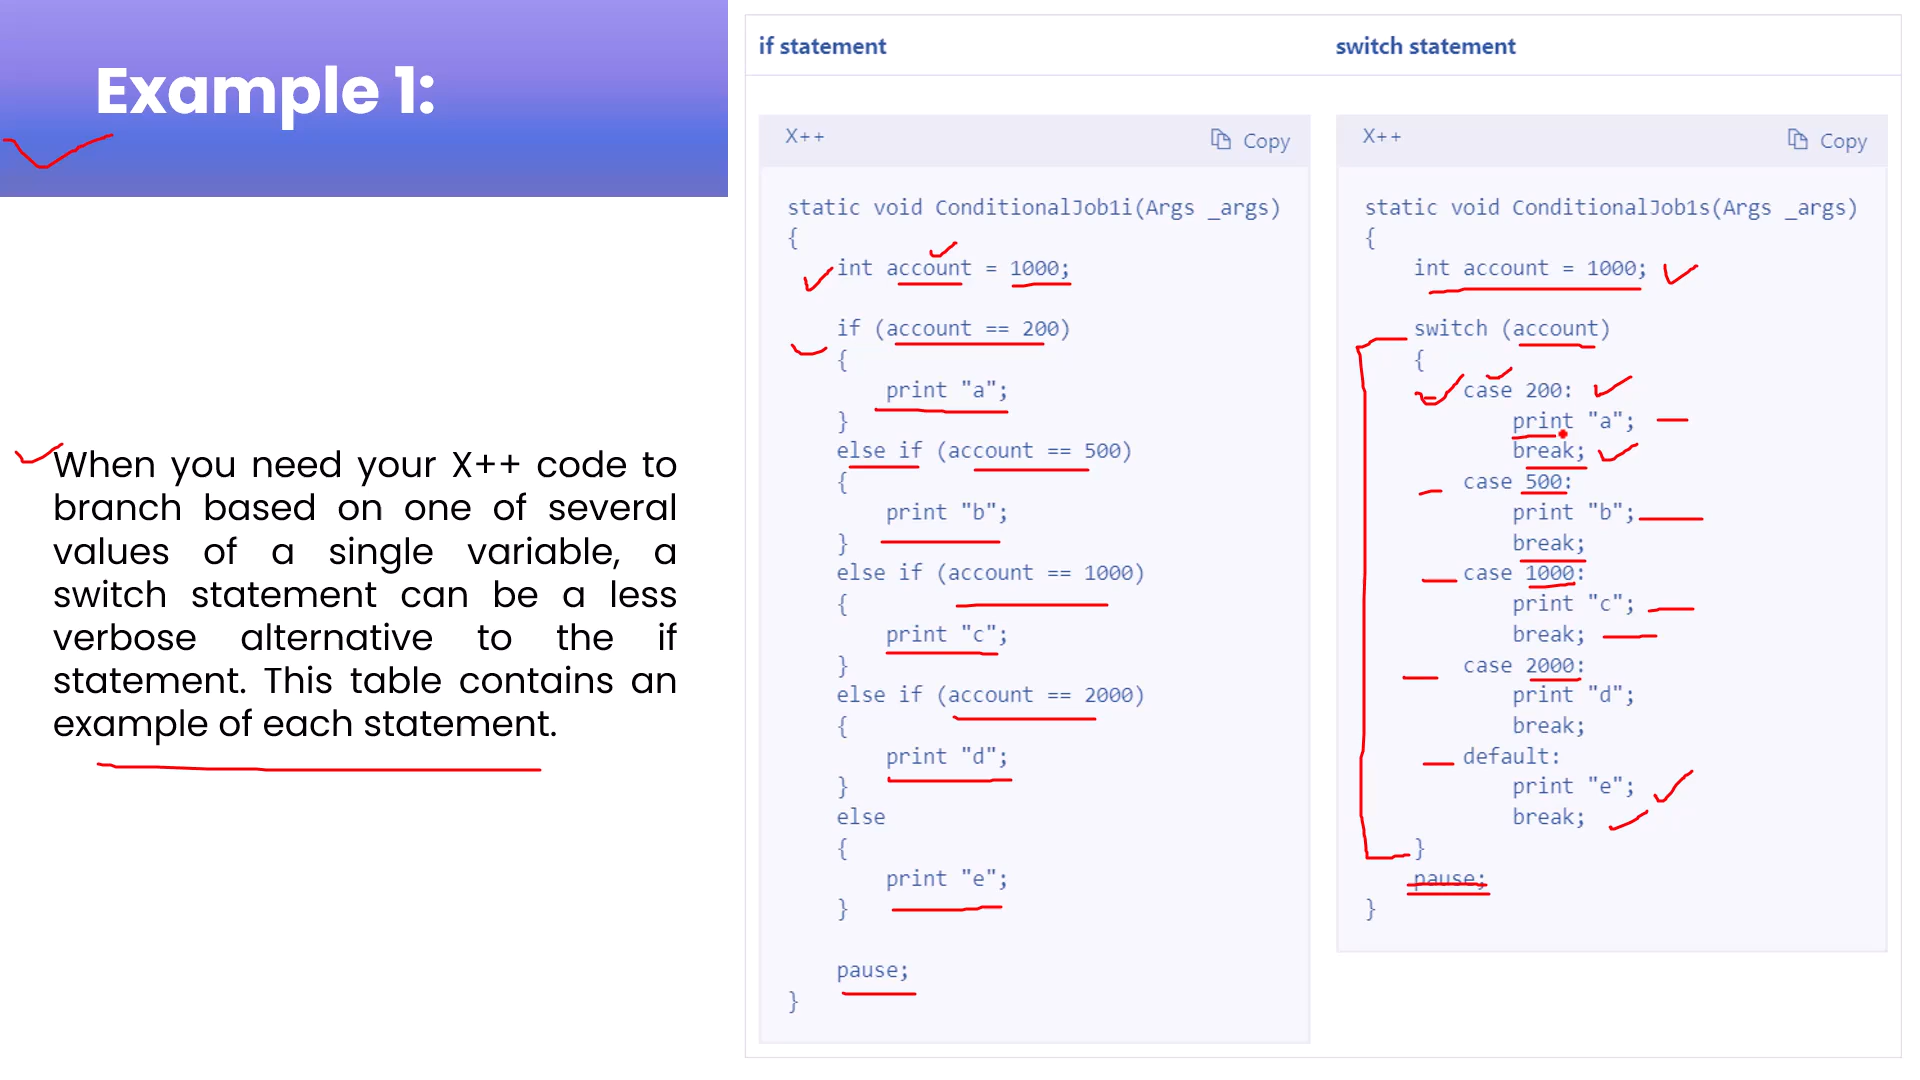 Example 1:
When you need your X++ code to
branch based on one of several
values of a single variable, a
switch statement can be a less
verbose alternative to the if
statement. This table contains an
example of each statement.
if statement
X++
Copy
static void ConditionalJob1i(Args _args)
{
int account = 1000;
if (account == 200)
{
print "a";
}
else if (account == 500)
{
print "b";
}
else if (account == 1000)
{
print "c";
}
else if (account == 2000)
{
print "d";
}
else
{
print "e";
}
pause;
}
switch statement
X++
Copy
static void ConditionalJob1s(Args _args)
{
int account = 1000;
switch (account)
{
case 200:
print "a";
break;
case 500:
print "b";
break;
case 1000:
print "c";
break;
case 2000:
print "d";
break;
default:
print "e";
break;
}
pause;
}